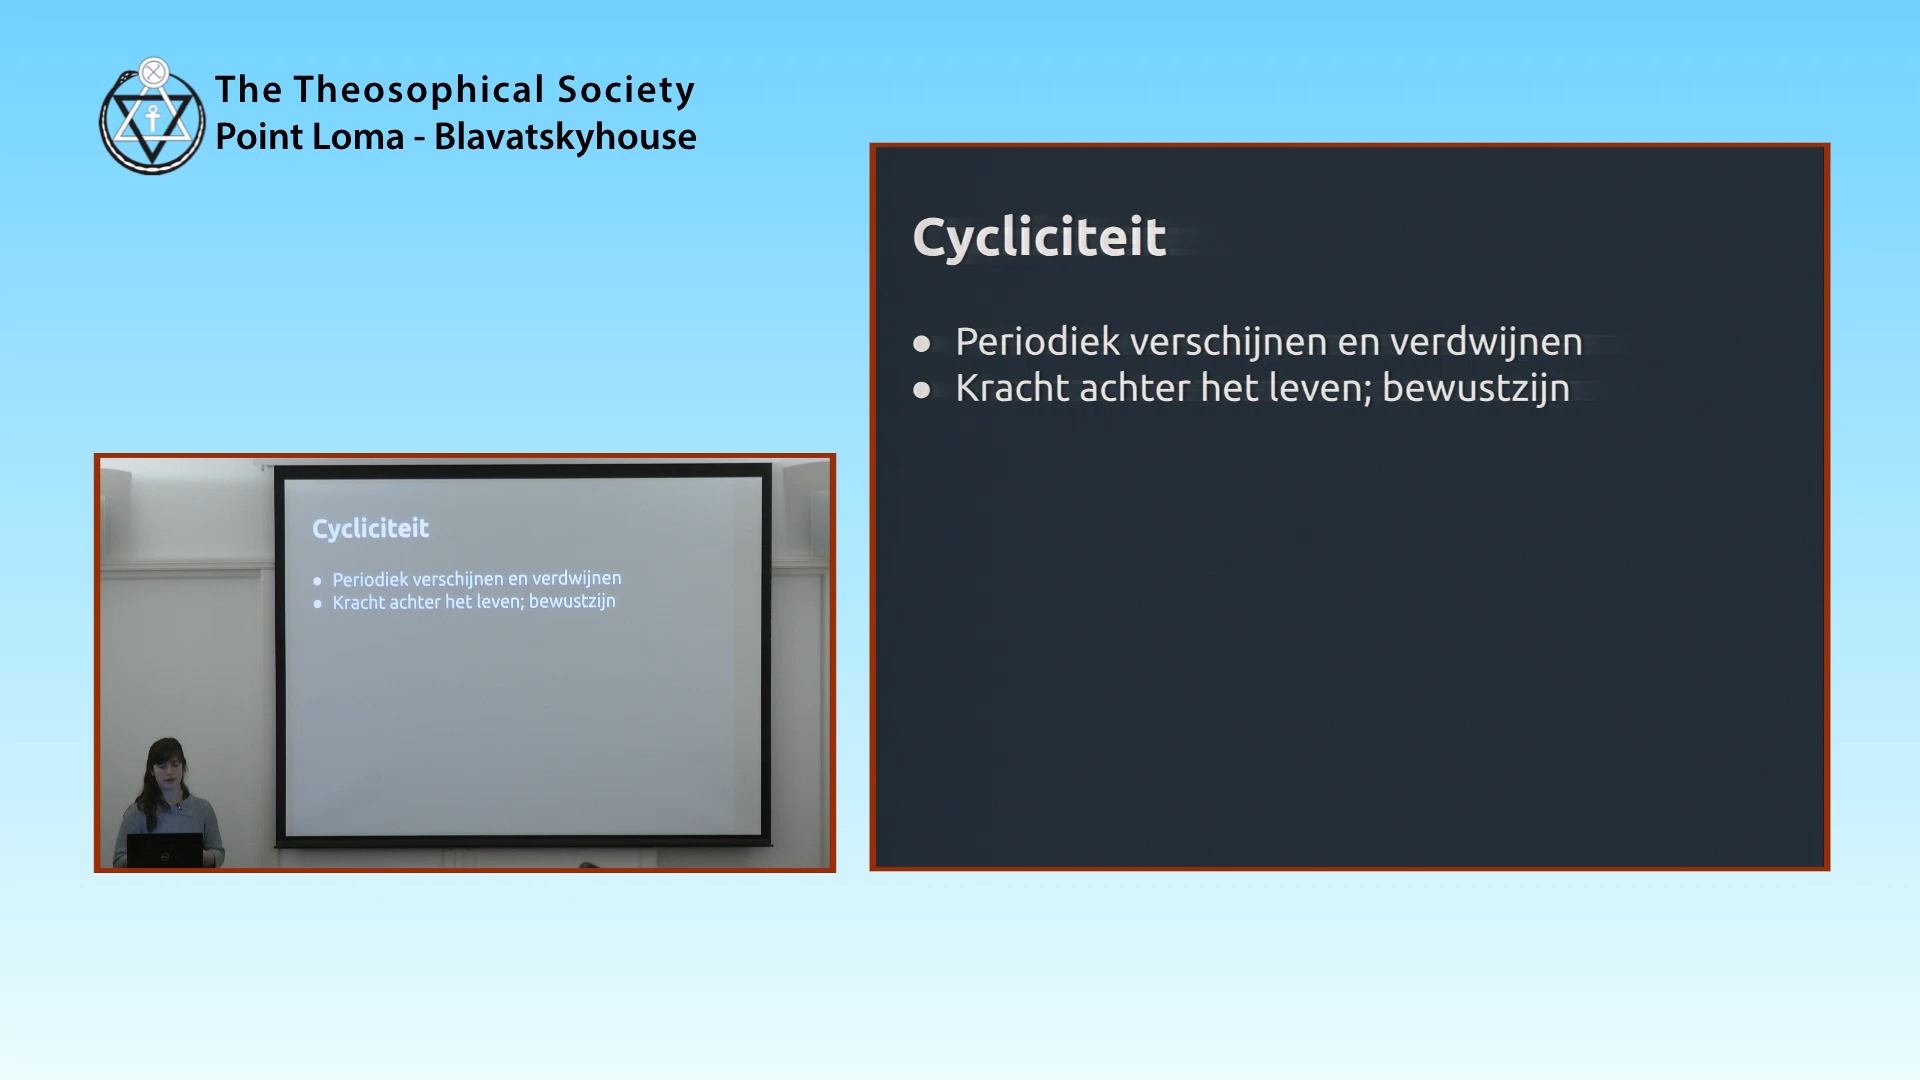 The Theosophical Society
Point Loma - Blavatskyhouse
Cycliciteit
● Periodiek verschijnen en verdwijnen
● Kracht achter het leven; bewustzijn
Cycliciteit
● Periodiek verschijnen en verdwijnen
● Kracht achter het leven; bewustzijn